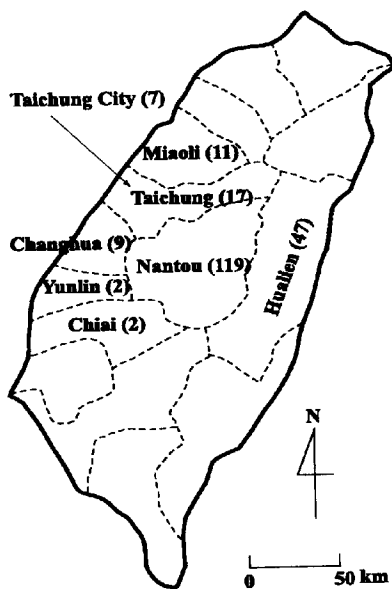 Taichung City (7)
Miaoli (11)
Taichung (17)
Changhua (9)
Nantou (119)
Hualien (47)
Yunlin (2)
Chiai (2)
N
0 50 km